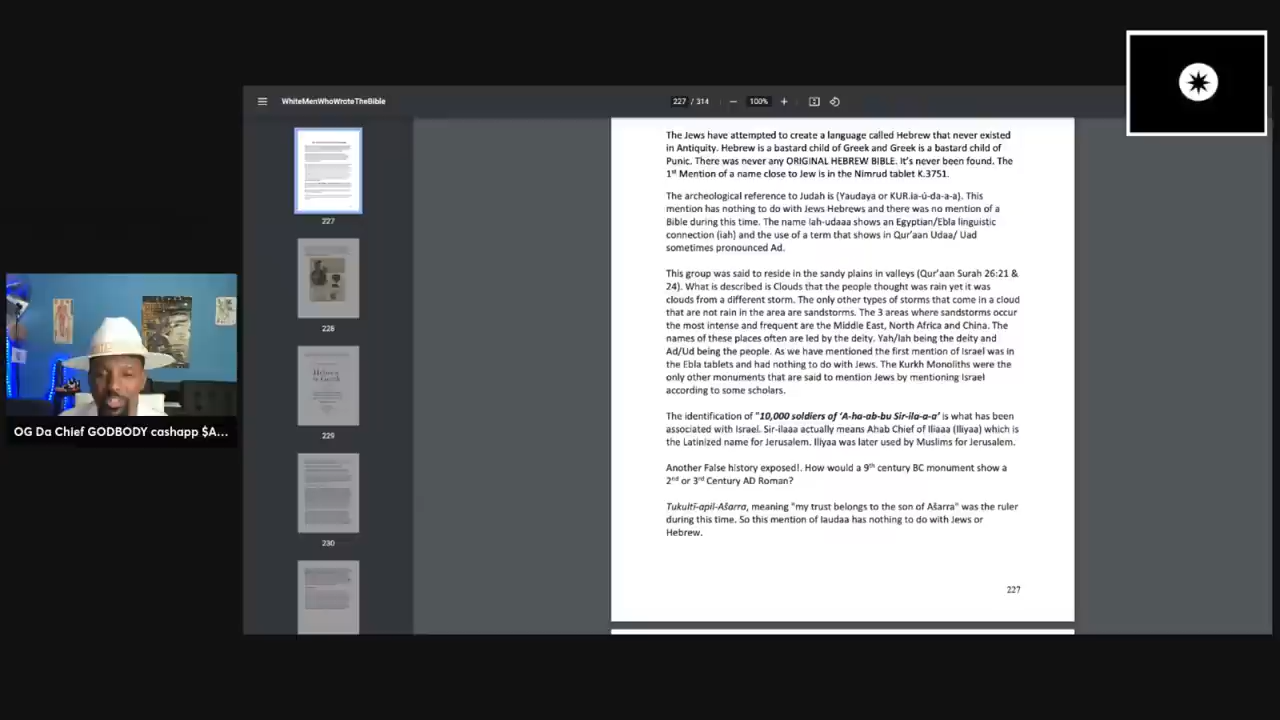 WhiteMenWhoWroteTheBible
227 / 314
100%
The Jews have attempted to create a language called Hebrew that never existed
in Antiquity. Hebrew is a bastard child of Greek and Greek is a bastard child of
Punic. There was never any ORIGINAL HEBREW BIBLE. It's never been found. The
1st Mention of a name close to Jew is in the Nimrud tablet K.3751.
The archeological reference to Judah is (Yaudaya or KUR.ia-ú-da-a-a). This
mention has nothing to do with Jews Hebrews and there was no mention of a
Bible during this time. The name Iah-udaaa shows an Egyptian/Ebla linguistic
connection (iah) and the use of a term that shows in Qur'aan Udaa/ Uad
sometimes pronounced Ad.
This group was said to reside in the sandy plains in valleys (Qur'aan Surah 26:21 &
24). What is described is Clouds that the people thought was rain yet it was
clouds from a different storm. The only other types of storms that come in a cloud
that are not rain in the area are sandstorms. The 3 areas where sandstorms occur
the most intense and frequent are the Middle East, North Africa and China. The
names of these places often are led by the deity. Yah/Iah being the deity and
Ad/Ud being the people. As we have mentioned the first mention of Israel was in
the Ebla tablets and had nothing to do with Jews. The Kurkh Monoliths were the
only other monuments that are said to mention Jews by mentioning Israel
according to some scholars.
The identification of "10,000 soldiers of 'A-ha-ab-bu Sir-ila-a-a' is what has been
associated with Israel. Sir-ilaaa actually means Ahab Chief of Iliaaa (Iliyaa) which is
the Latinized name for Jerusalem. Iliyaa was later used by Muslims for Jerusalem.
Another False history exposed!. How would a 9th century BC monument show a
2nd or 3rd Century AD Roman?
Tukultī-apil-Ašarra, meaning "my trust belongs to the son of Ašarra" was the ruler
during this time. So this mention of Iaudaa has nothing to do with Jews or
Hebrew.
227
227
228
229
230
OG Da Chief GODBODY cashapp $A...